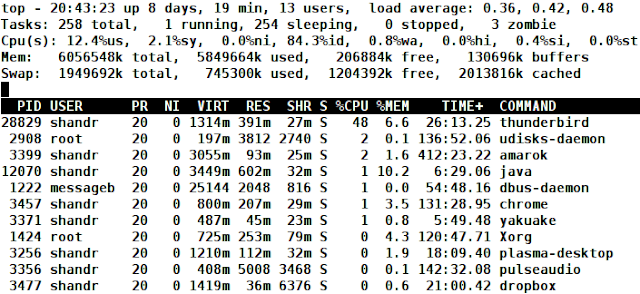 top - 20:43:23 up 8 days, 19 min, 13 users,  load average: 0.36, 0.42, 0.48
Tasks: 258 total,   1 running, 254 sleeping,   0 stopped,   3 zombie
Cpu(s): 12.4%us,  2.1%sy,  0.0%ni, 84.3%id,  0.8%wa,  0.0%hi,  0.4%si,  0.0%st
Mem:   6056548k total,  5849664k used,   206884k free,   130696k buffers
Swap:  1949692k total,   745300k used,  1204392k free,  2013816k cached
PID USER      PR  NI  VIRT  RES  SHR S %CPU %MEM    TIME+  COMMAND
28829 shandr    20   0 1314m 391m  27m S   48  6.6  26:13.25 thunderbird
2908 root      20   0  197m 3812 2740 S    2  0.1 136:52.06 udisks-daemon
3399 shandr    20   0 3055m  93m  25m S    2  1.6 412:23.22 amarok
12070 shandr    20   0 3449m 602m  32m S    1 10.2   6:29.06 java
1222 messageb  20   0 25144 2048  816 S    1  0.0  54:48.16 dbus-daemon
3457 shandr    20   0  800m 207m  29m S    1  3.5 131:28.95 chrome
3371 shandr    20   0  487m  45m  23m S    1  0.8   5:49.48 yakuake
1424 root      20   0  725m 253m  79m S    0  4.3 120:47.71 Xorg
3256 shandr    20   0 1210m 112m  32m S    0  1.9  18:09.40 plasma-desktop
3356 shandr    20   0  408m 5008 3468 S    0  0.1 142:32.08 pulseaudio
3477 shandr    20   0 1419m  36m 6376 S    0  0.6  21:00.42 dropbox